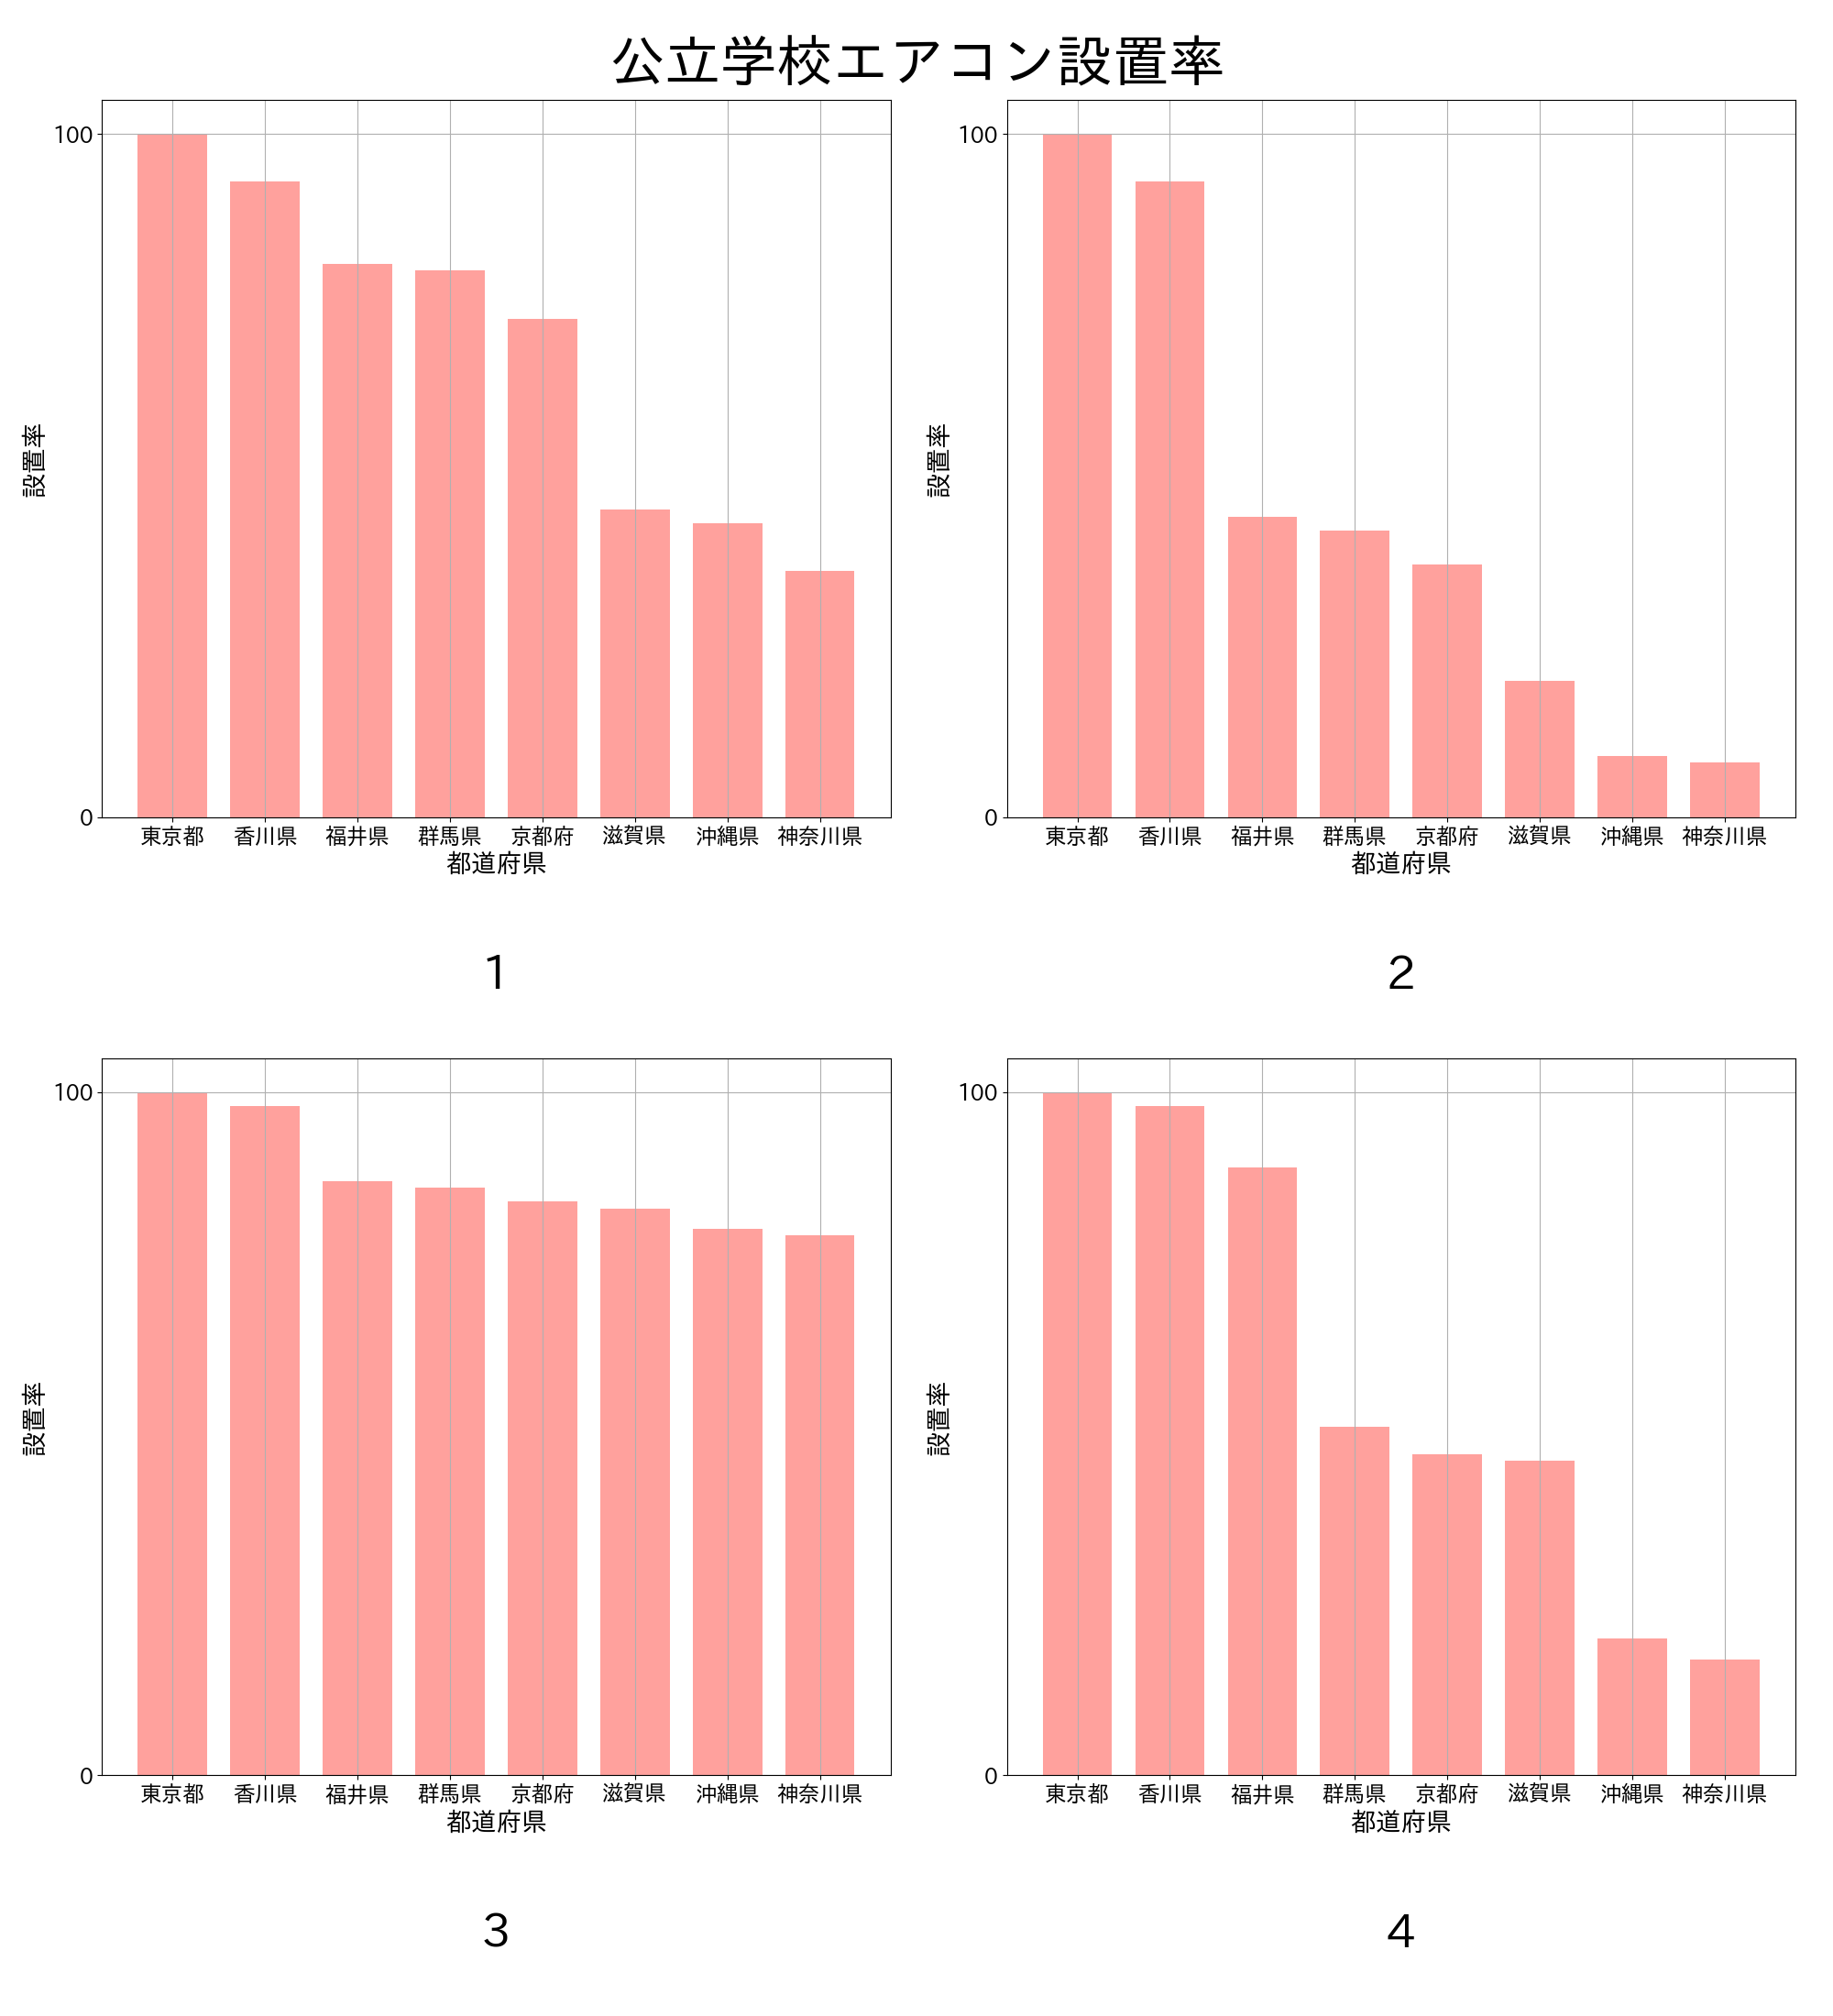 公立学校エアコン設置率
100
0
設置率
東京都 香川県 福井県 群馬県 京都府 滋賀県 沖縄県 神奈川県
都道府県
1
100
0
設置率
東京都 香川県 福井県 群馬県 京都府 滋賀県 沖縄県 神奈川県
都道府県
2
100
0
設置率
東京都 香川県 福井県 群馬県 京都府 滋賀県 沖縄県 神奈川県
都道府県
3
100
0
設置率
東京都 香川県 福井県 群馬県 京都府 滋賀県 沖縄県 神奈川県
都道府県
4